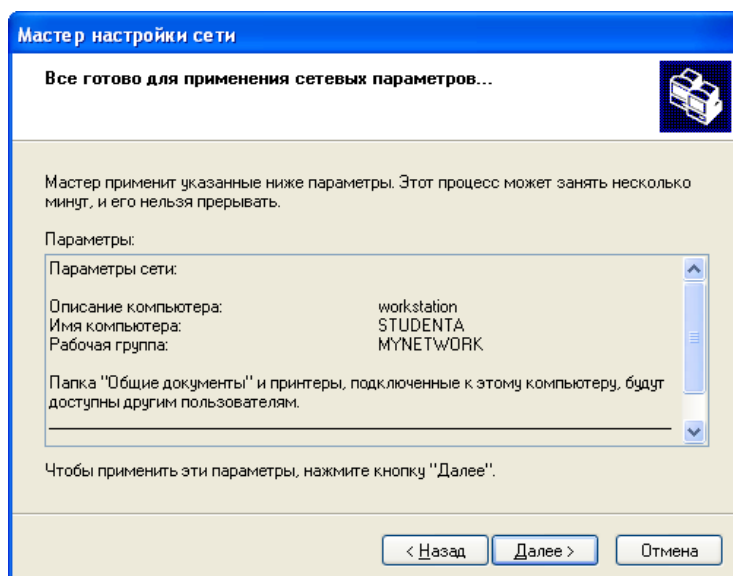 Мастер настройки сети
Все готово для применения сетевых параметров...
Мастер применит указанные ниже параметры. Этот процесс может занять несколько
минут, и его нельзя прерывать.
Параметры:
Параметры сети:
Описание компьютера: workstation
Имя компьютера: STUDENTA
Рабочая группа: MYNETWORK
Папка "Общие документы" и принтеры, подключенные к этому компьютеру, будут
доступны другим пользователям.
Чтобы применить эти параметры, нажмите кнопку "Далее".
< Назад Далее > Отмена